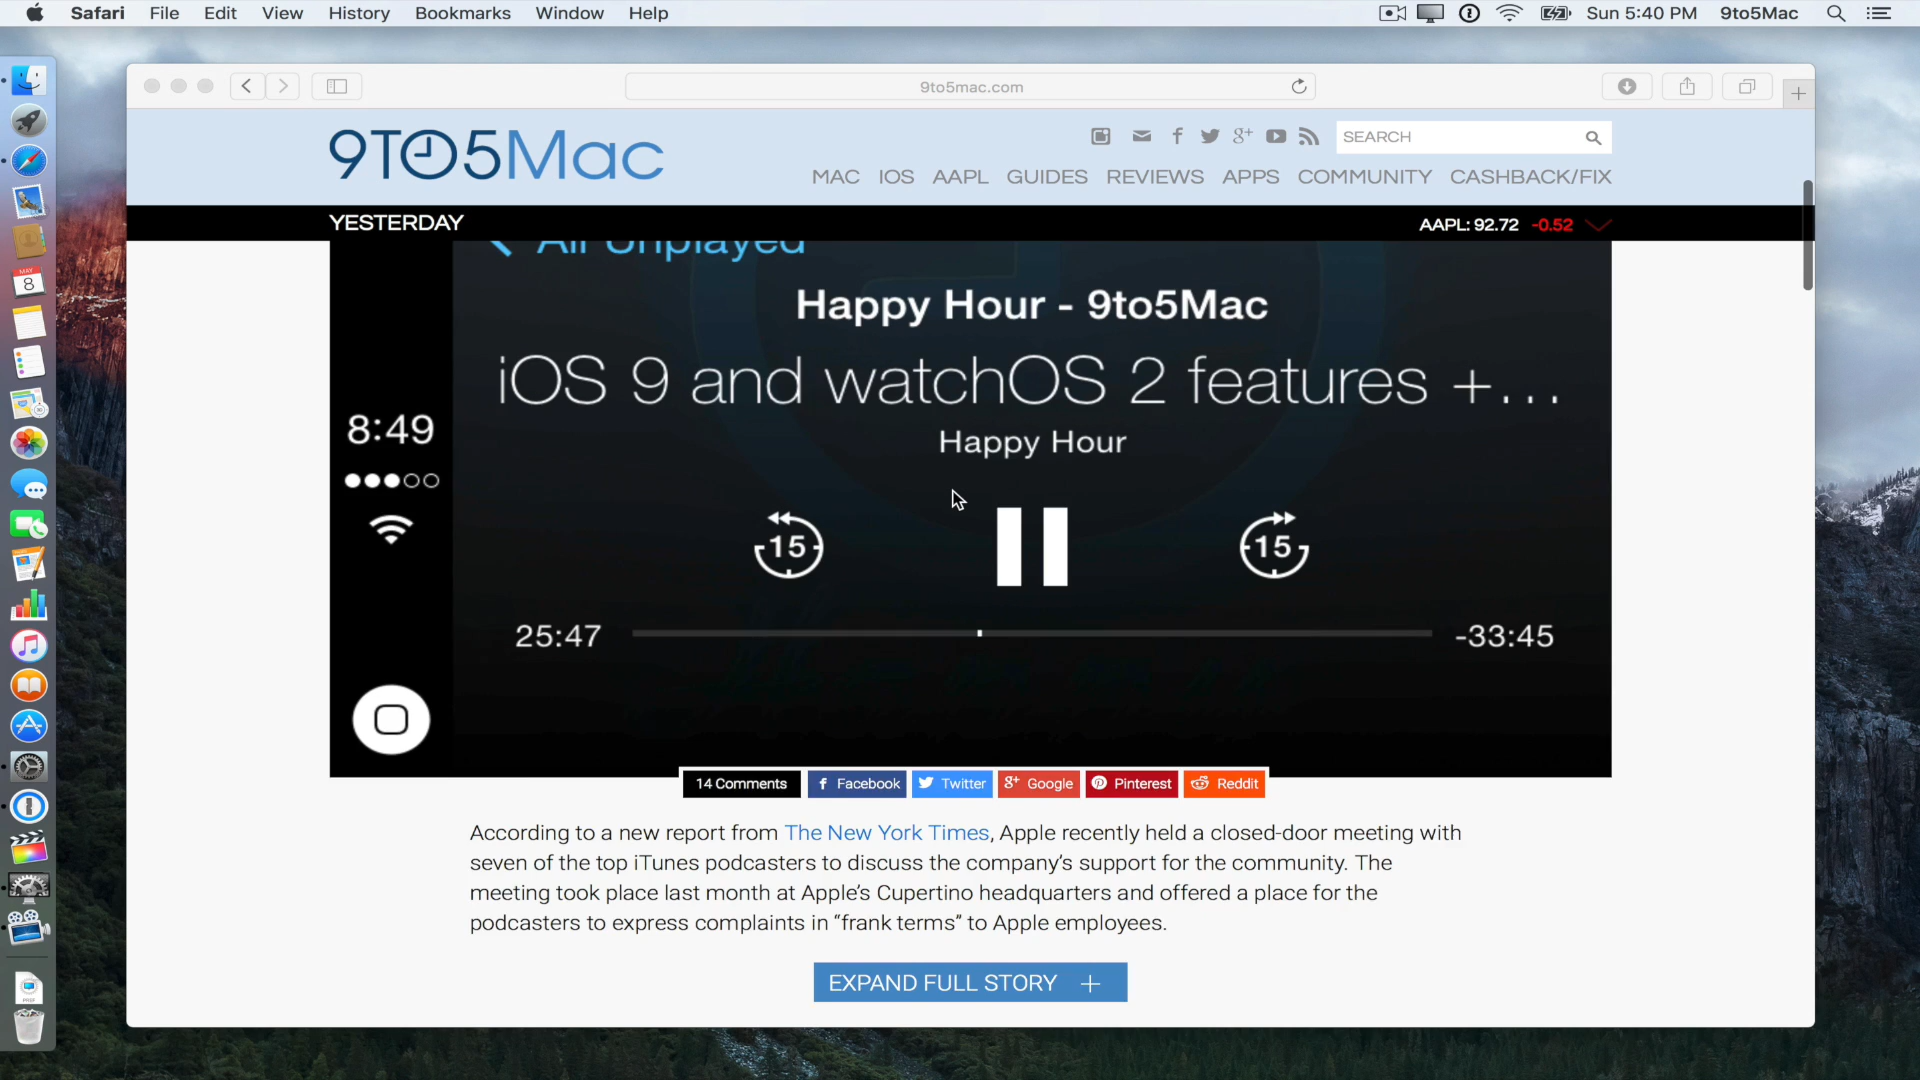 Safari File Edit View History Bookmarks Window Help Sun 5:40 PM 9to5Mac
9to5mac.com
9TO5Mac
SEARCH
MAC IOS AAPL GUIDES REVIEWS APPS COMMUNITY CASHBACK/FIX
YESTERDAY AAPL: 92.72 -0.52
All Unplayed
Happy Hour - 9to5Mac
iOS 9 and watchOS 2 features +...
8:49
Happy Hour
15 15
25:47 -33:45
14 Comments Facebook Twitter Google Pinterest Reddit
According to a new report from The New York Times, Apple recently held a closed-door meeting with
seven of the top iTunes podcasters to discuss the company’s support for the community. The
meeting took place last month at Apple’s Cupertino headquarters and offered a place for the
podcasters to express complaints in “frank terms” to Apple employees.
EXPAND FULL STORY +
MAY
8